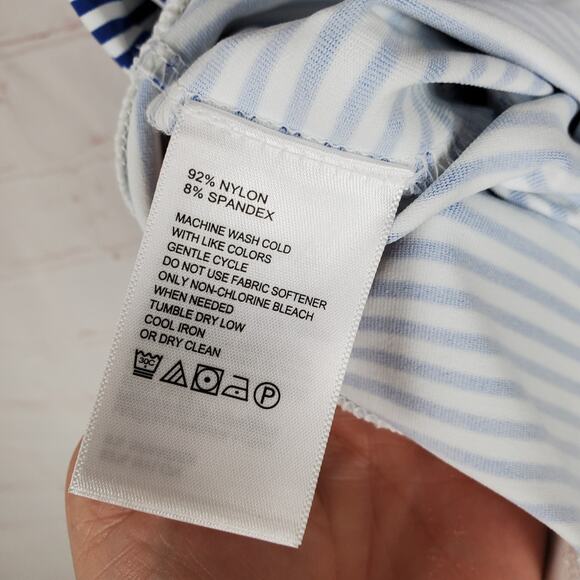 92% NYLON
8% SPANDEX
MACHINE WASH COLD
WITH LIKE COLORS
GENTLE CYCLE
DO NOT USE FABRIC SOFTENER
ONLY NON-CHLORINE BLEACH
WHEN NEEDED
TUMBLE DRY LOW
COOL IRON
OR DRY CLEAN
30C P